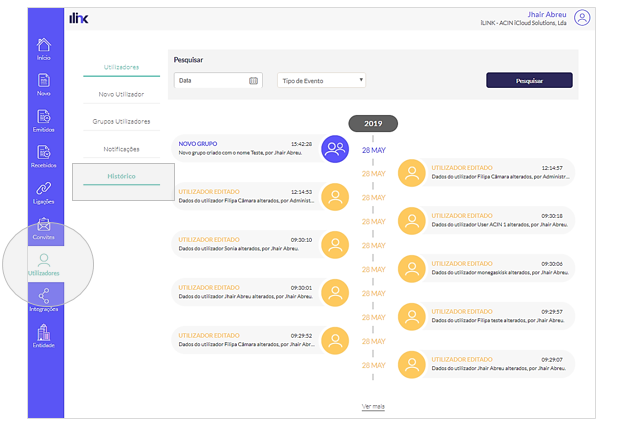 ilink
Jhair Abreu
iLINK - ACIN iCloud Solutions, Lda
Início
Novo
Emitidos
Recebidos
Ligações
Convites
Utilizadores
Integrações
Entidade
Utilizadores
Novo Utilizador
Grupos Utilizadores
Notificações
Histórico
Pesquisar
Data
Tipo de Evento
Pesquisar
2019
NOVO GRUPO 15:42:28
Novo grupo criado com o nome Teste, por Jhair Abreu.
28 MAY
UTILIZADOR EDITADO 12:14:57
Dados do utilizador Filipa Câmara alterados, por Administr...
28 MAY
UTILIZADOR EDITADO 12:14:53
Dados do utilizador Filipa Câmara alterados, por Administ...
28 MAY
UTILIZADOR EDITADO 09:30:18
Dados do utilizador User ACIN 1 alterados, por Jhair Abreu.
28 MAY
UTILIZADOR EDITADO 09:30:10
Dados do utilizador Sonia alterados, por Jhair Abreu.
28 MAY
UTILIZADOR EDITADO 09:30:06
Dados do utilizador monegaskisk alterados, por Jhair Abreu.
28 MAY
UTILIZADOR EDITADO 09:30:01
Dados do utilizador Jhair Abreu alterados, por Jhair Abreu.
28 MAY
UTILIZADOR EDITADO 09:29:57
Dados do utilizador Filipa teste alterados, por Jhair Abreu.
28 MAY
UTILIZADOR EDITADO 09:29:52
Dados do utilizador Filipa Câmara alterados, por Jhair Abr...
28 MAY
UTILIZADOR EDITADO 09:29:07
Dados do utilizador Jhair Abreu alterados, por Jhair Abreu.
28 MAY
Ver mais